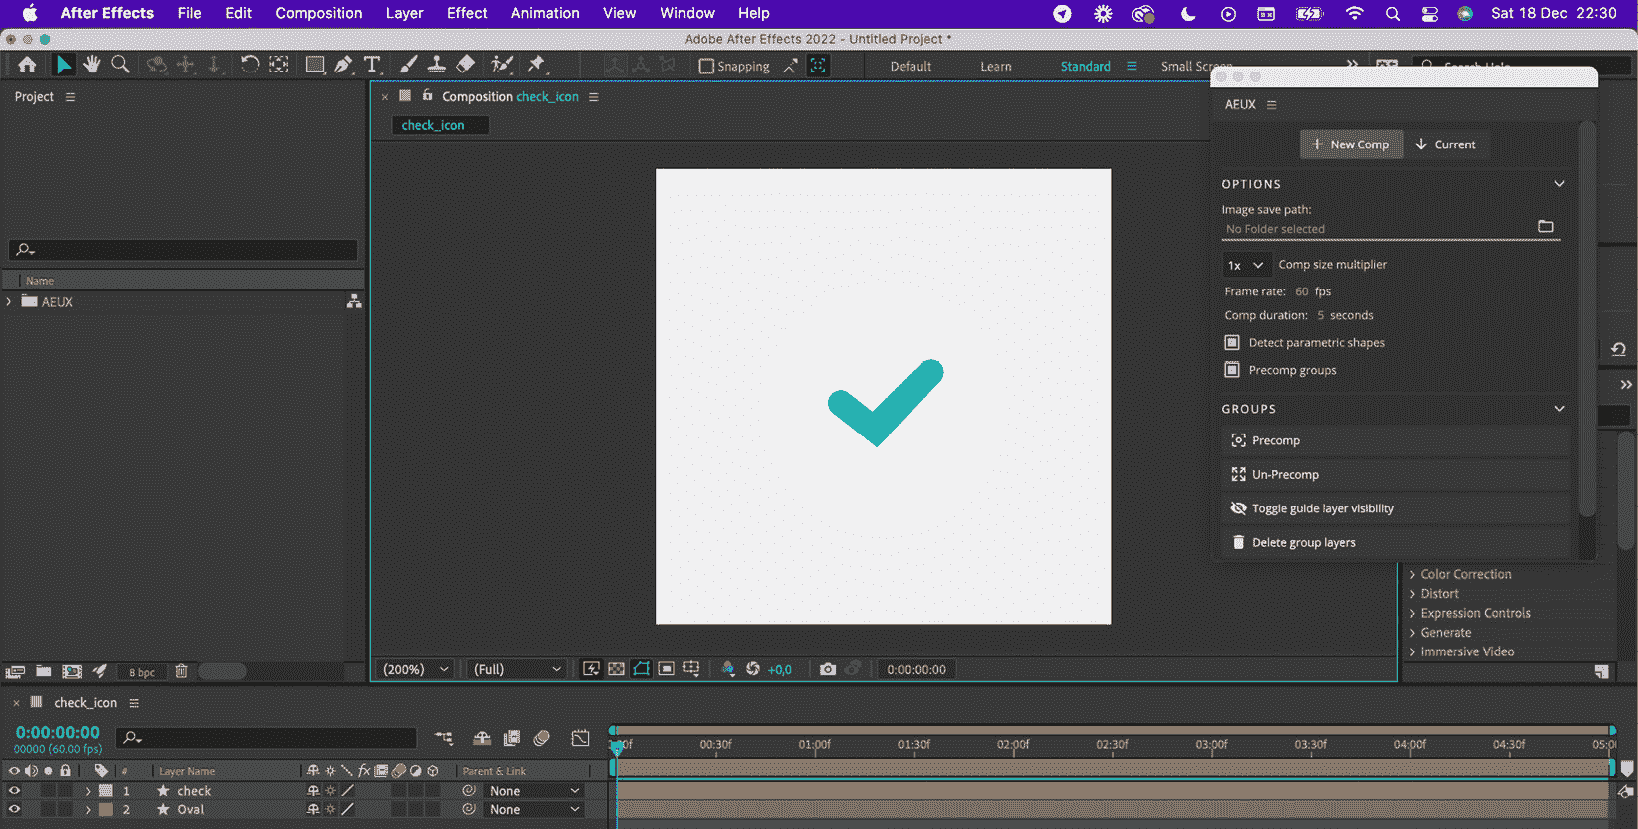 After Effects File Edit Composition Layer Effect Animation View Window Help Sat 18 Dec 22:30
Adobe After Effects 2022 - Untitled Project *
Snapping Default Learn Standard Small Screen Search Help
Project
Composition check_icon
check_icon
Name
AEUX
AEUX
New Comp Current
OPTIONS
Image save path:
No Folder selected
1x Comp size multiplier
Frame rate: 60 fps
Comp duration: 5 seconds
Detect parametric shapes
Precomp groups
GROUPS
Precomp
Un-Precomp
Toggle guide layer visibility
Delete group layers
Color Correction
Distort
Expression Controls
Generate
Immersive Video
8 bpc
(200%) (Full) +0,0 0:00:00:00
check_icon
0:00:00:00
00000 (60.00 fps)
00:30f 01:00f 01:30f 02:00f 02:30f 03:00f 03:30f 04:00f 04:30f
# Layer Name fx Parent & Link
1 check None
2 Oval None